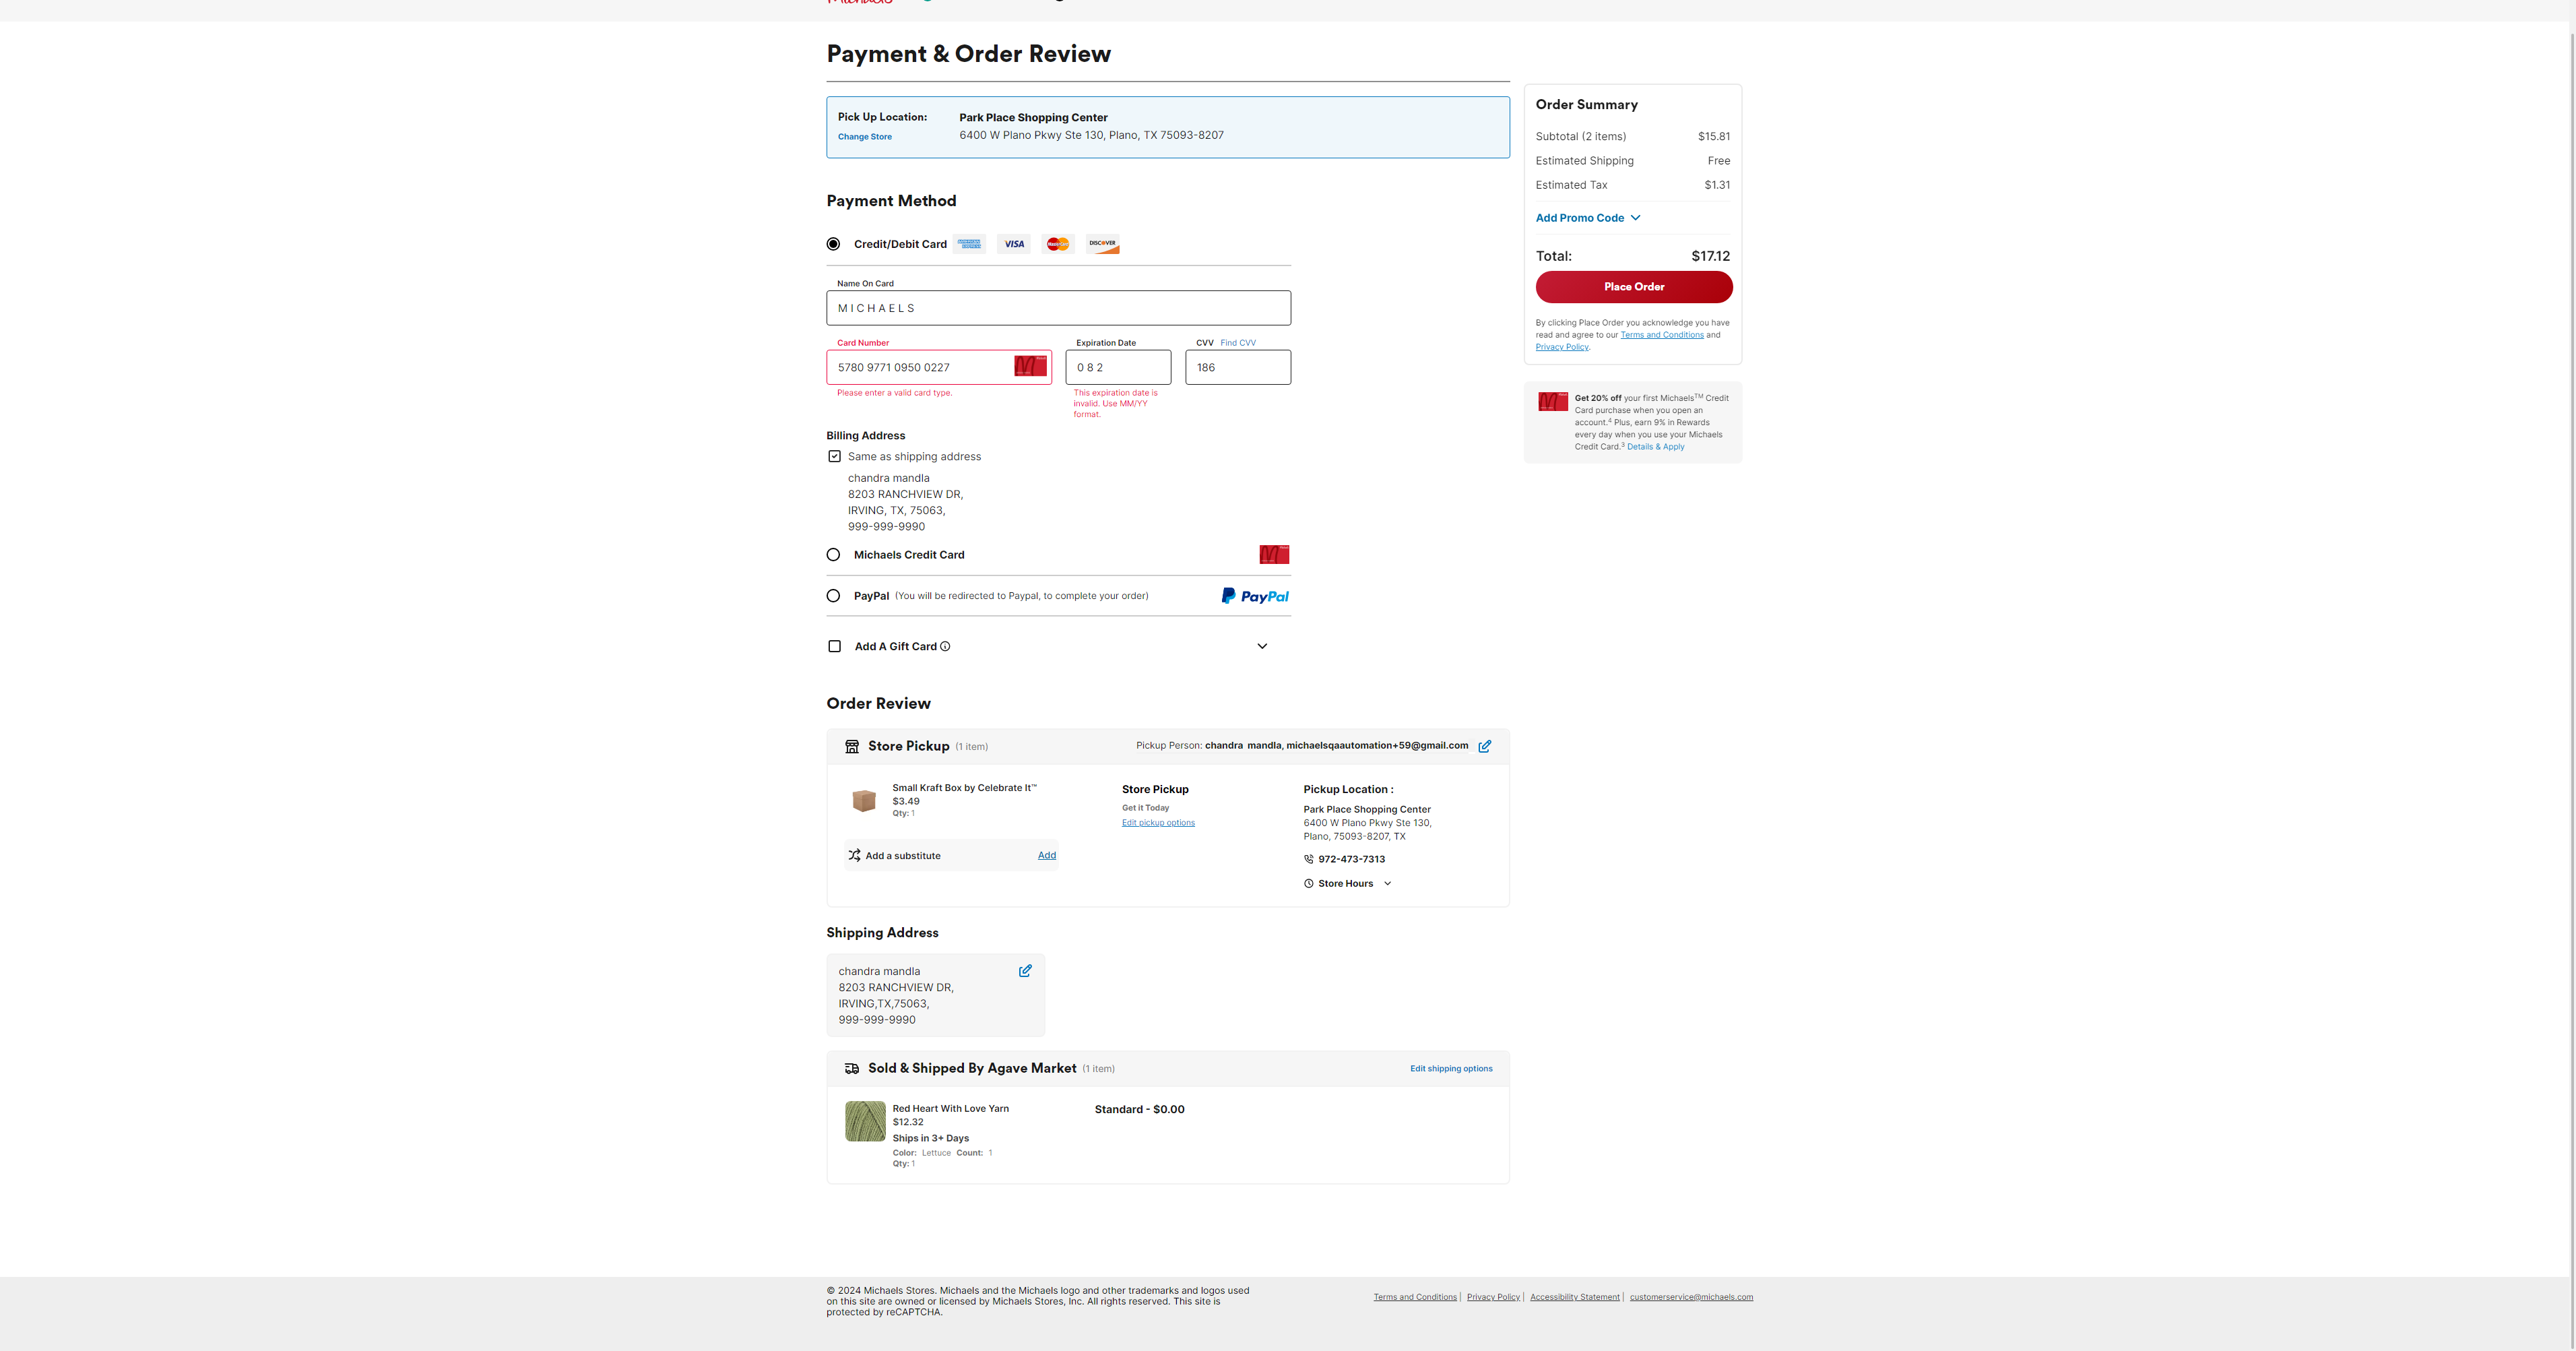 Michaels
Payment & Order Review
Pick Up Location:
Change Store
Park Place Shopping Center
6400 W Plano Pkwy Ste 130, Plano, TX 75093-8207
Payment Method
Credit/Debit Card
AMERICAN EXPRESS
VISA
MasterCard
DISCOVER
Name On Card
M I C H A E L S
Card Number
5780 9771 0950 0227
Please enter a valid card type.
Expiration Date
0 8 2
This expiration date is
invalid. Use MM/YY
format.
CVV Find CVV
186
Billing Address
Same as shipping address
chandra mandla
8203 RANCHVIEW DR,
IRVING, TX, 75063,
999-999-9990
Michaels Credit Card
PayPal (You will be redirected to Paypal, to complete your order)
PayPal
Add A Gift Card
Order Review
Store Pickup (1 item)
Pickup Person: chandra mandla, michaelsqaautomation+59@gmail.com
Small Kraft Box by Celebrate It™
$3.49
Qty: 1
Add a substitute Add
Store Pickup
Get it Today
Edit pickup options
Pickup Location :
Park Place Shopping Center
6400 W Plano Pkwy Ste 130,
Plano, 75093-8207, TX
972-473-7313
Store Hours
Shipping Address
chandra mandla
8203 RANCHVIEW DR,
IRVING,TX,75063,
999-999-9990
Sold & Shipped By Agave Market (1 item)
Edit shipping options
Red Heart With Love Yarn
$12.32
Ships in 3+ Days
Color: Lettuce Count: 1
Qty: 1
Standard - $0.00
Order Summary
Subtotal (2 items) $15.81
Estimated Shipping Free
Estimated Tax $1.31
Add Promo Code
Total: $17.12
Place Order
By clicking Place Order you acknowledge you have
read and agree to our Terms and Conditions and
Privacy Policy.
Get 20% off your first Michaels™ Credit
Card purchase when you open an
account.⁴ Plus, earn 9% in Rewards
every day when you use your Michaels
Credit Card.³ Details & Apply
© 2024 Michaels Stores. Michaels and the Michaels logo and other trademarks and logos used
on this site are owned or licensed by Michaels Stores, Inc. All rights reserved. This site is
protected by reCAPTCHA.
Terms and Conditions | Privacy Policy | Accessibility Statement | customerservice@michaels.com